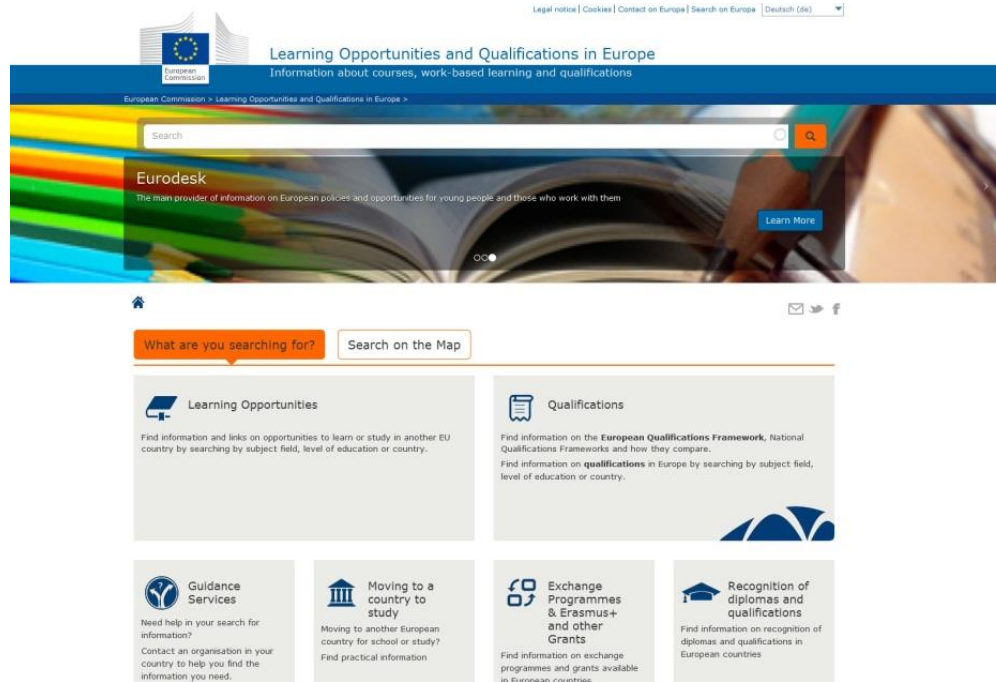 Legal notice | Cookies | Contact on Europa | Search on Europa Deutsch (de)
European
Commission
Learning Opportunities and Qualifications in Europe
Information about courses, work-based learning and qualifications
European Commission > Learning Opportunities and Qualifications in Europe >
Search
Eurodesk
The main provider of information on European policies and opportunities for young people and those who work with them
Learn More
What are you searching for?
Search on the Map
Learning Opportunities
Find information and links on opportunities to learn or study in another EU
country by searching by subject field, level of education or country.
Qualifications
Find information on the European Qualifications Framework, National
Qualifications Frameworks and how they compare.
Find information on qualifications in Europe by searching by subject field,
level of education or country.
Guidance
Services
Need help in your search for
information?
Contact an organisation in your
country to help you find the
information you need.
Moving to a
country to
study
Moving to another European
country for school or study?
Find practical information
Exchange
Programmes
& Erasmus+
and other
Grants
Find information on exchange
programmes and grants available
in European countries
Recognition of
diplomas and
qualifications
Find information on recognition of
diplomas and qualifications in
European countries